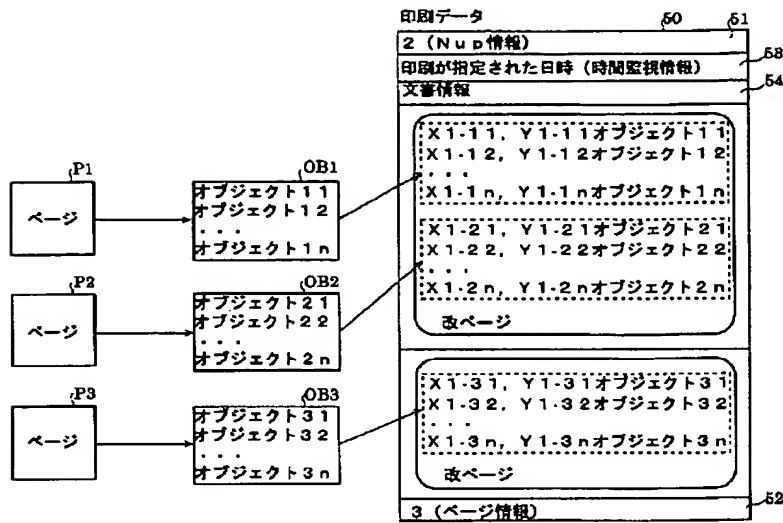 印刷データ
50
51
2（Nup情報）
53
印刷が指定された日時（時間監視情報）
54
文書情報
X1-11，Y1-11オブジェクト11
X1-12，Y1-12オブジェクト12
...
X1-1n，Y1-1nオブジェクト1n
X1-21，Y1-21オブジェクト21
X1-22，Y1-22オブジェクト22
...
X1-2n，Y1-2nオブジェクト2n
改ページ
X1-31，Y1-31オブジェクト31
X1-32，Y1-32オブジェクト32
...
X1-3n，Y1-3nオブジェクト3n
改ページ
52
3（ページ情報）
P1
ページ
OB1
オブジェクト11
オブジェクト12
...
オブジェクト1n
P2
ページ
OB2
オブジェクト21
オブジェクト22
...
オブジェクト2n
P3
ページ
OB3
オブジェクト31
オブジェクト32
...
オブジェクト3n